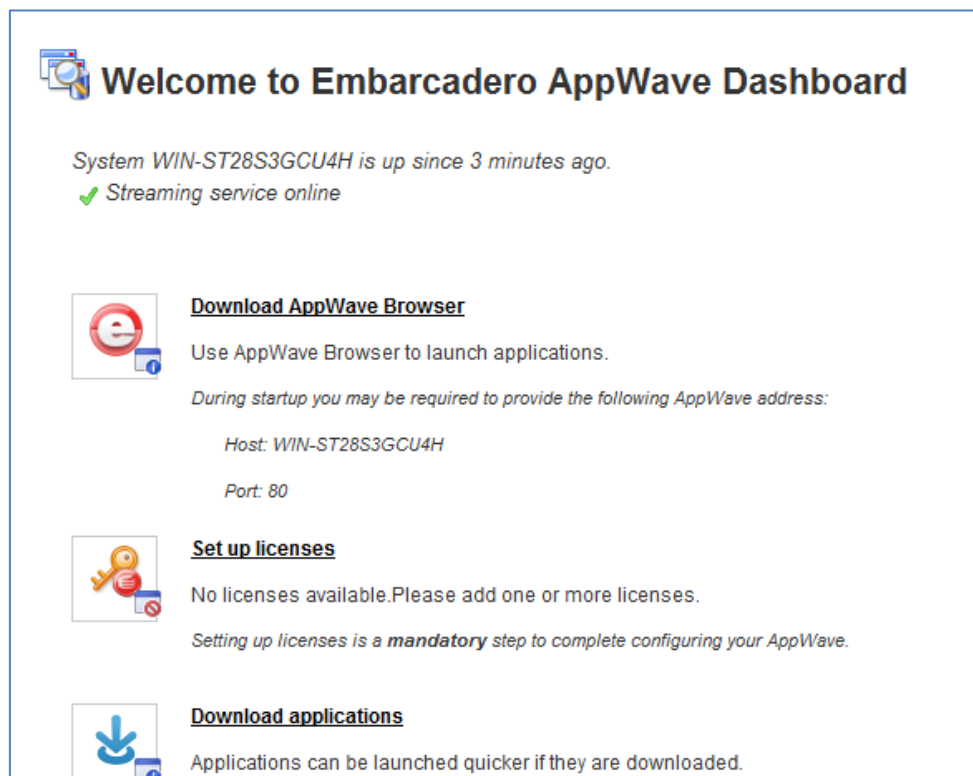 Welcome to Embarcadero AppWave Dashboard
System WIN-ST28S3GCU4H is up since 3 minutes ago.
Streaming service online
Download AppWave Browser
Use AppWave Browser to launch applications.
During startup you may be required to provide the following AppWave address:
Host: WIN-ST28S3GCU4H
Port: 80
Set up licenses
No licenses available.Please add one or more licenses.
Setting up licenses is a mandatory step to complete configuring your AppWave.
Download applications
Applications can be launched quicker if they are downloaded.